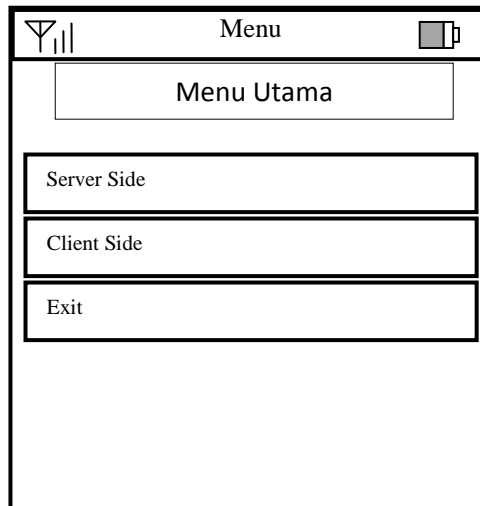 Menu
Menu Utama
Server Side
Client Side
Exit